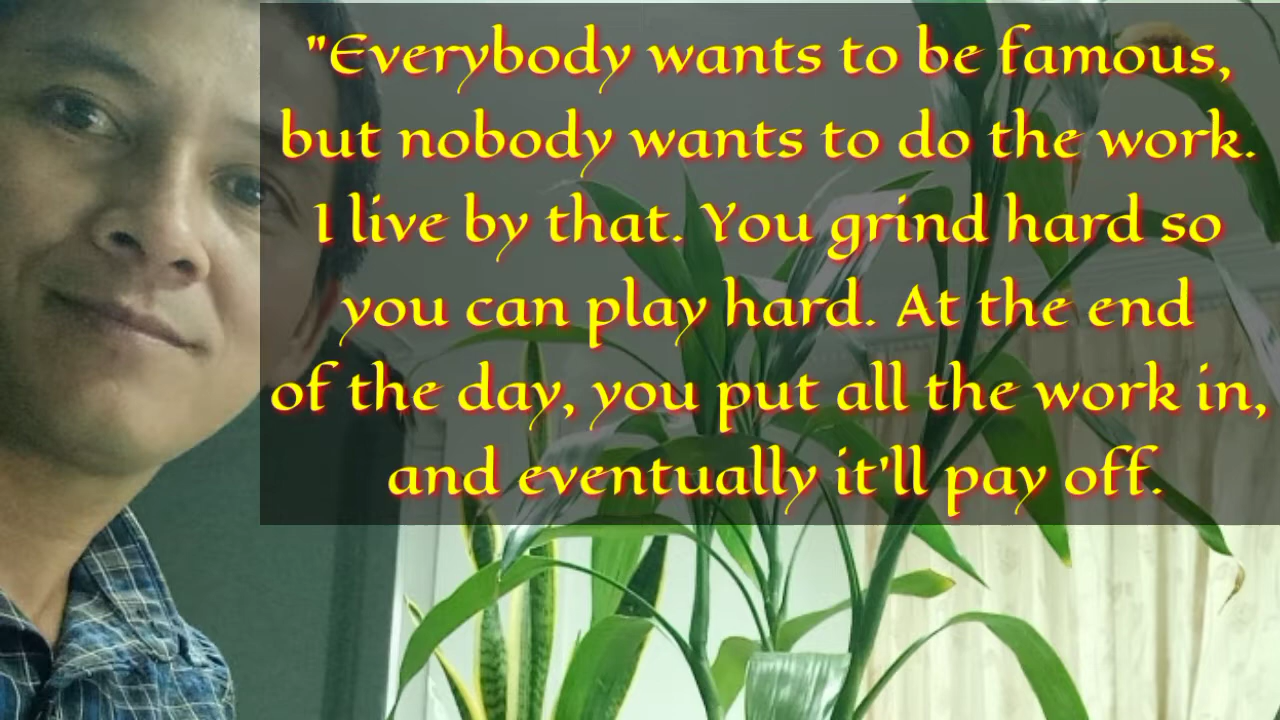 "Everybody wants to be famous,
but nobody wants to do the work.
I live by that. You grind hard so
you can play hard. At the end
of the day, you put all the work in,
and eventually it'll pay off.